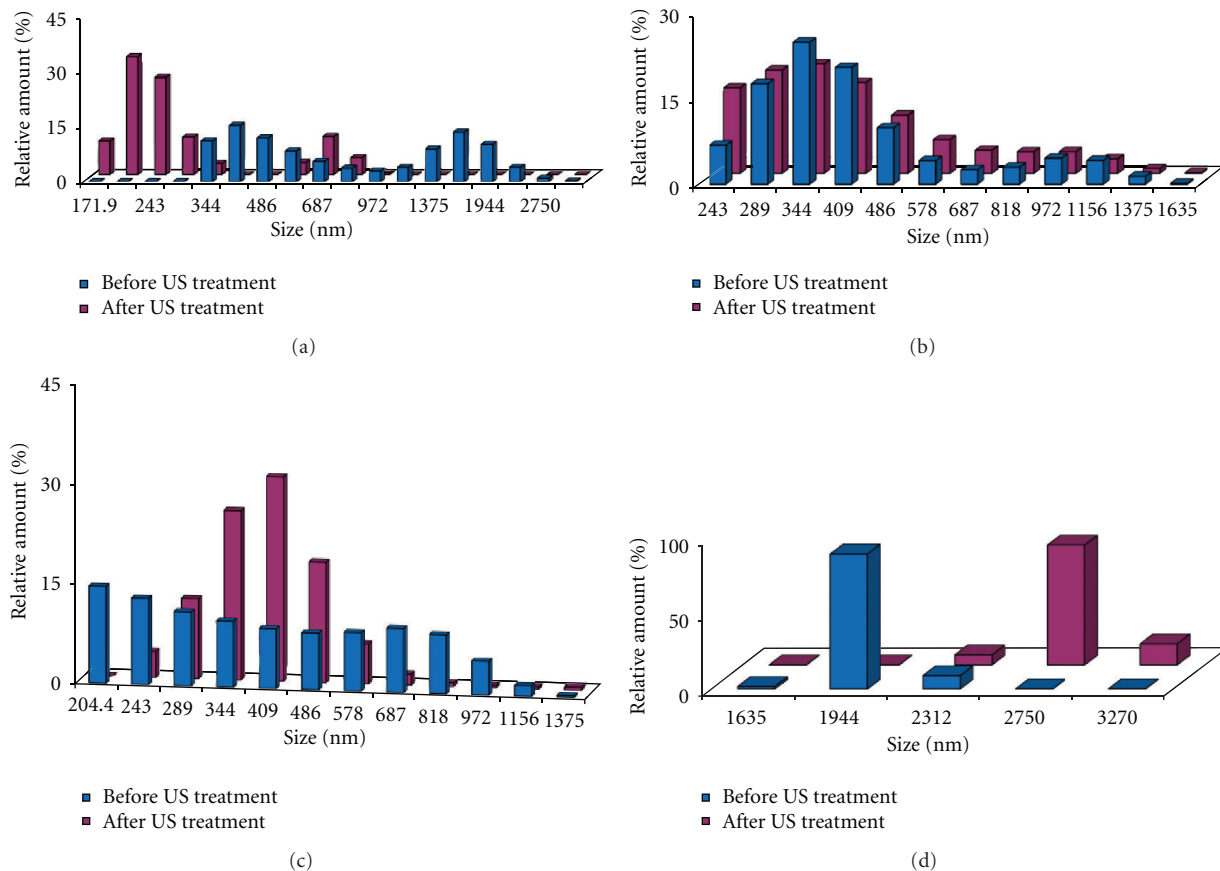 45
30
15
0
Relative amount (%)
171.9 243 344 486 687 972 1375 1944 2750
Size (nm)
Before US treatment
After US treatment
(a)
30
15
0
Relative amount (%)
243 289 344 409 486 578 687 818 972 1156 1375 1635
Size (nm)
Before US treatment
After US treatment
(b)
45
30
15
0
Relative amount (%)
204.4 243 289 344 409 486 578 687 818 972 1156 1375
Size (nm)
Before US treatment
After US treatment
(c)
100
50
0
Relative amount (%)
1635 1944 2312 2750 3270
Size (nm)
Before US treatment
After US treatment
(d)